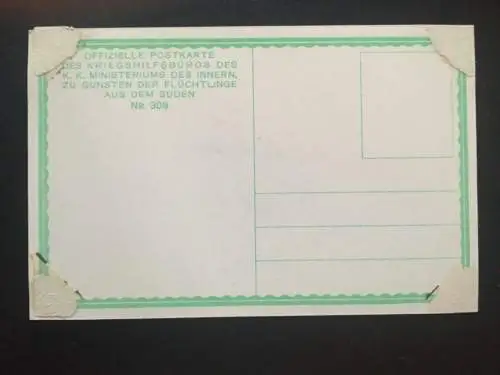 OFFIZIELLE POSTKARTE
DES KRIEGSHILFSBÜROS DES
K. K. MINISTERIUMS DES INNERN,
ZU GUNSTEN DER FLÜCHTLINGE
AUS DEM SÜDEN
Nr. 309